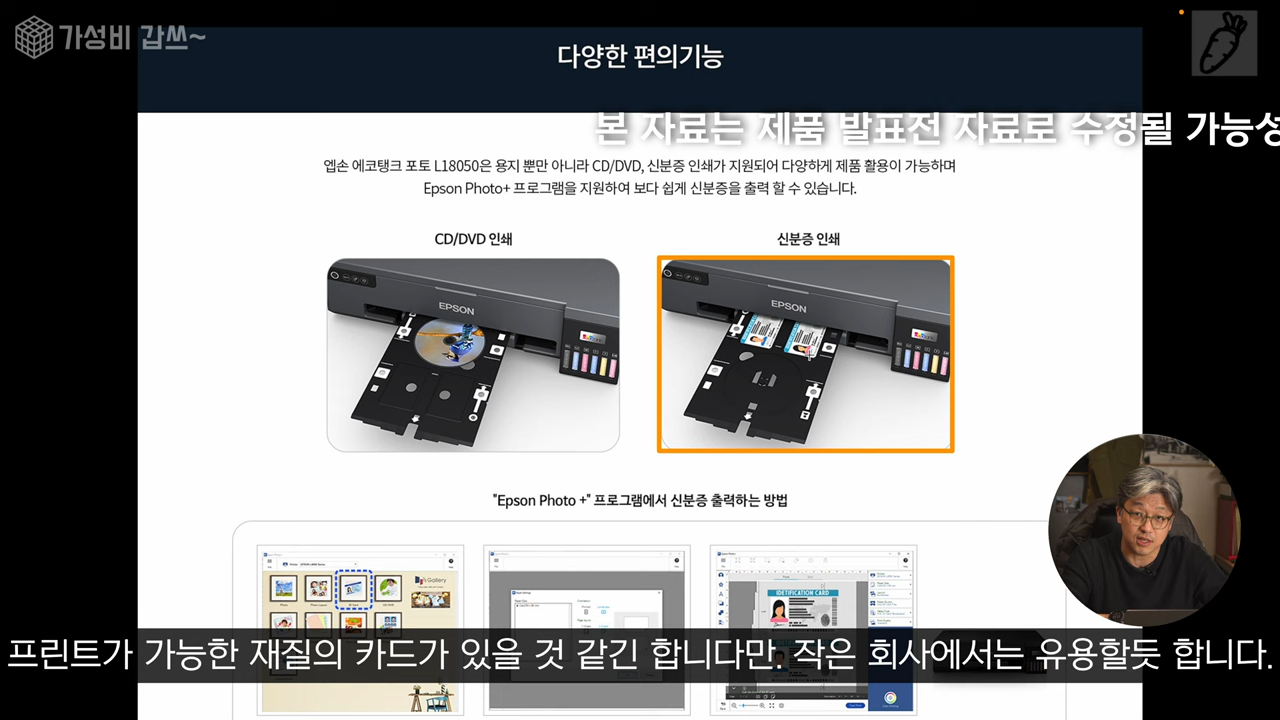 가성비 갑쓰~
다양한 편의기능
본 자료는 제품 발표전 자료로 수정될 가능성
엡손 에코탱크 포토 L18050은 용지 뿐만 아니라 CD/DVD, 신분증 인쇄가 지원되어 다양하게 제품 활용이 가능하며
Epson Photo+ 프로그램을 지원하여 보다 쉽게 신분증을 출력 할 수 있습니다.
CD/DVD 인쇄
신분증 인쇄
EPSON
EPSON
"Epson Photo +" 프로그램에서 신분증 출력하는 방법
Gallery
IDETIFICATION CARD
프린트가 가능한 재질의 카드가 있을 것 같긴 합니다만. 작은 회사에서는 유용할듯 합니다.